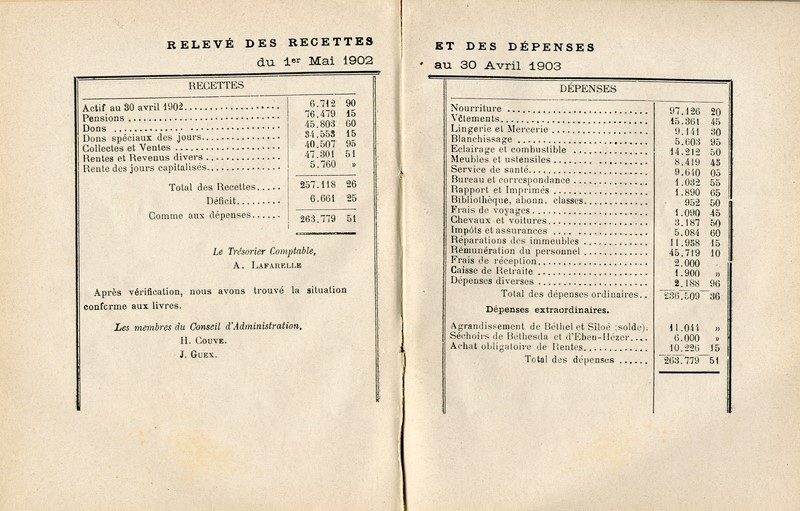 RELEVÉ DES RECETTES
du 1er Mai 1902
RECETTES
Actif au 30 avril 1902................. 6.712 90
Pensions ............................. 76.479 15
Dons ................................. 45.803 60
Dons spéciaux des jours............... 34.553 15
Collectes et Ventes .................. 40.507 95
Rentes et Revenus divers ............. 47.301 51
Rente des jours capitalisés........... 5.760 »
Total des Recettes..... 257.118 26
Déficit......... 6.661 25
Comme aux dépenses...... 263.779 51
Le Trésorier Comptable,
A. LAFARELLE
Après vérification, nous avons trouvé la situation
conforme aux livres.
Les membres du Conseil d'Administration,
H. COUVE.
J. GUEX.
ET DES DÉPENSES
au 30 Avril 1903
DÉPENSES
Nourriture ........................... 97.126 20
Vêtements............................. 15.361 45
Lingerie et Mercerie ................. 9.141 30
Blanchissage ......................... 5.603 95
Eclairage et combustible ............. 14.212 50
Meubles et ustensiles ................ 8.419 45
Service de santé...................... 9.640 05
Bureau et correspondance ............. 1.032 55
Rapport et Imprimés .................. 1.890 65
Bibliothèque, abonn. classes.......... 952 50
Frais de voyages...................... 1.090 45
Chevaux et voitures................... 3.187 50
Impôts et assurances ................. 5.084 60
Réparations des immeubles ............ 11.958 15
Rémunération du personnel ............ 45.719 10
Frais de réception.................... 2.000
Caisse de Retraite ................... 1.900 »
Dépenses diverses .................... 2.188 96
Total des dépenses ordinaires.. 236.509 36
Dépenses extraordinaires.
Agrandissement de Béthel et Siloé (solde). 11.044 »
Séchoirs de Béthesda et d'Eben-Hézer.... 6.000 »
Achat obligatoire de Rentes............. 10.226 15
Total des dépenses ...... 263.779 51